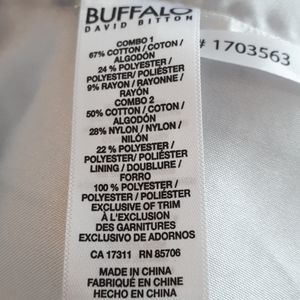 BUFFALO
DAVID BITTON
# 1703563
COMBO 1
67% COTTON / COTON /
ALGODÓN
24 % POLYESTER /
POLYESTER/ POLIÉSTER
9% RAYON / RAYONNE /
RAYÓN
COMBO 2
50% COTTON / COTON /
ALGODÓN
28% NYLON / NYLON /
NILÓN
22 % POLYESTER /
POLYESTER/ POLIÉSTER
LINING / DOUBLURE /
FORRO
100 % POLYESTER /
POLYESTER / POLIÉSTER
EXCLUSIVE OF TRIM
À L'EXCLUSION
DES GARNITURES
EXCLUSIVO DE ADORNOS
CA 17311 RN 85706
MADE IN CHINA
FABRIQUÉ EN CHINE
HECHO EN CHINA